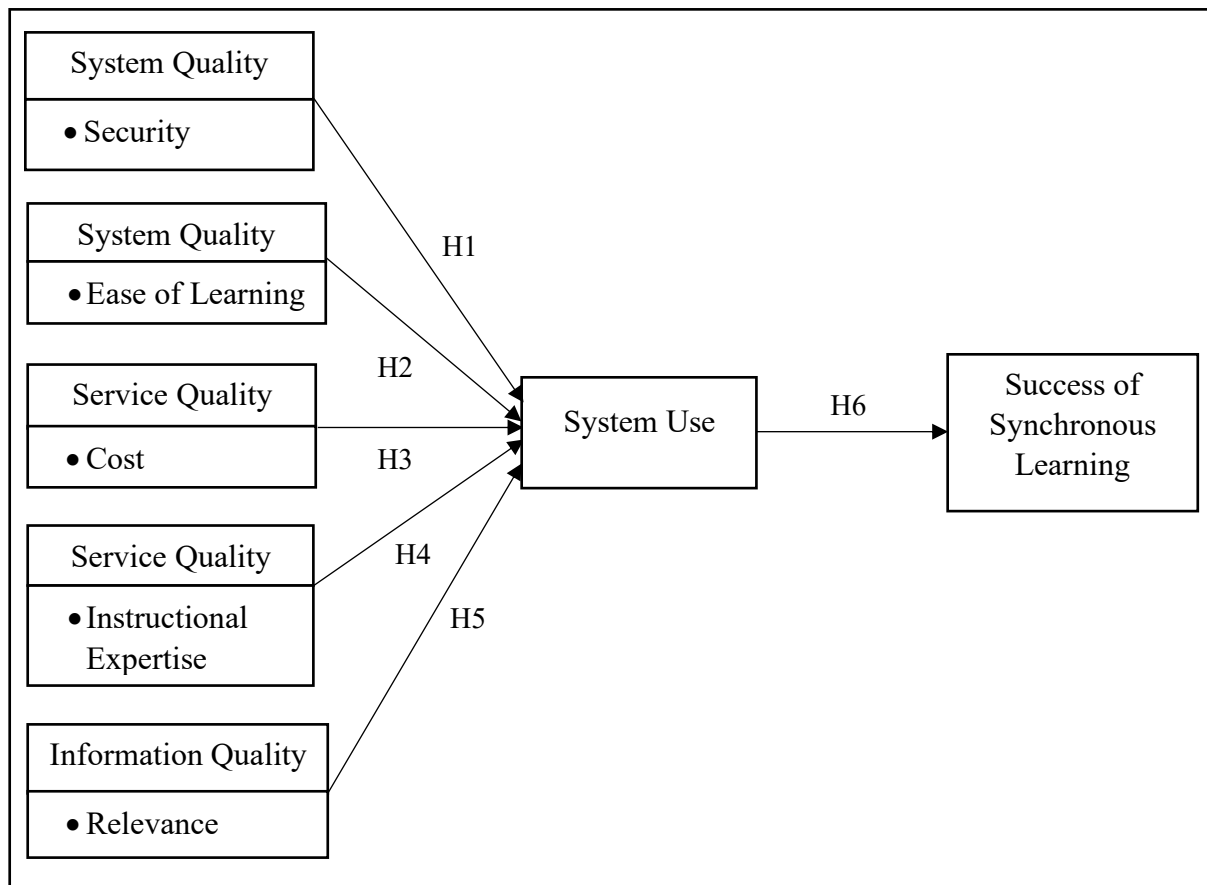 System Quality
• Security
System Quality
• Ease of Learning
Service Quality
• Cost
Service Quality
• Instructional
Expertise
Information Quality
• Relevance
H1
H2
H3
H4
H5
System Use
H6
Success of
Synchronous
Learning